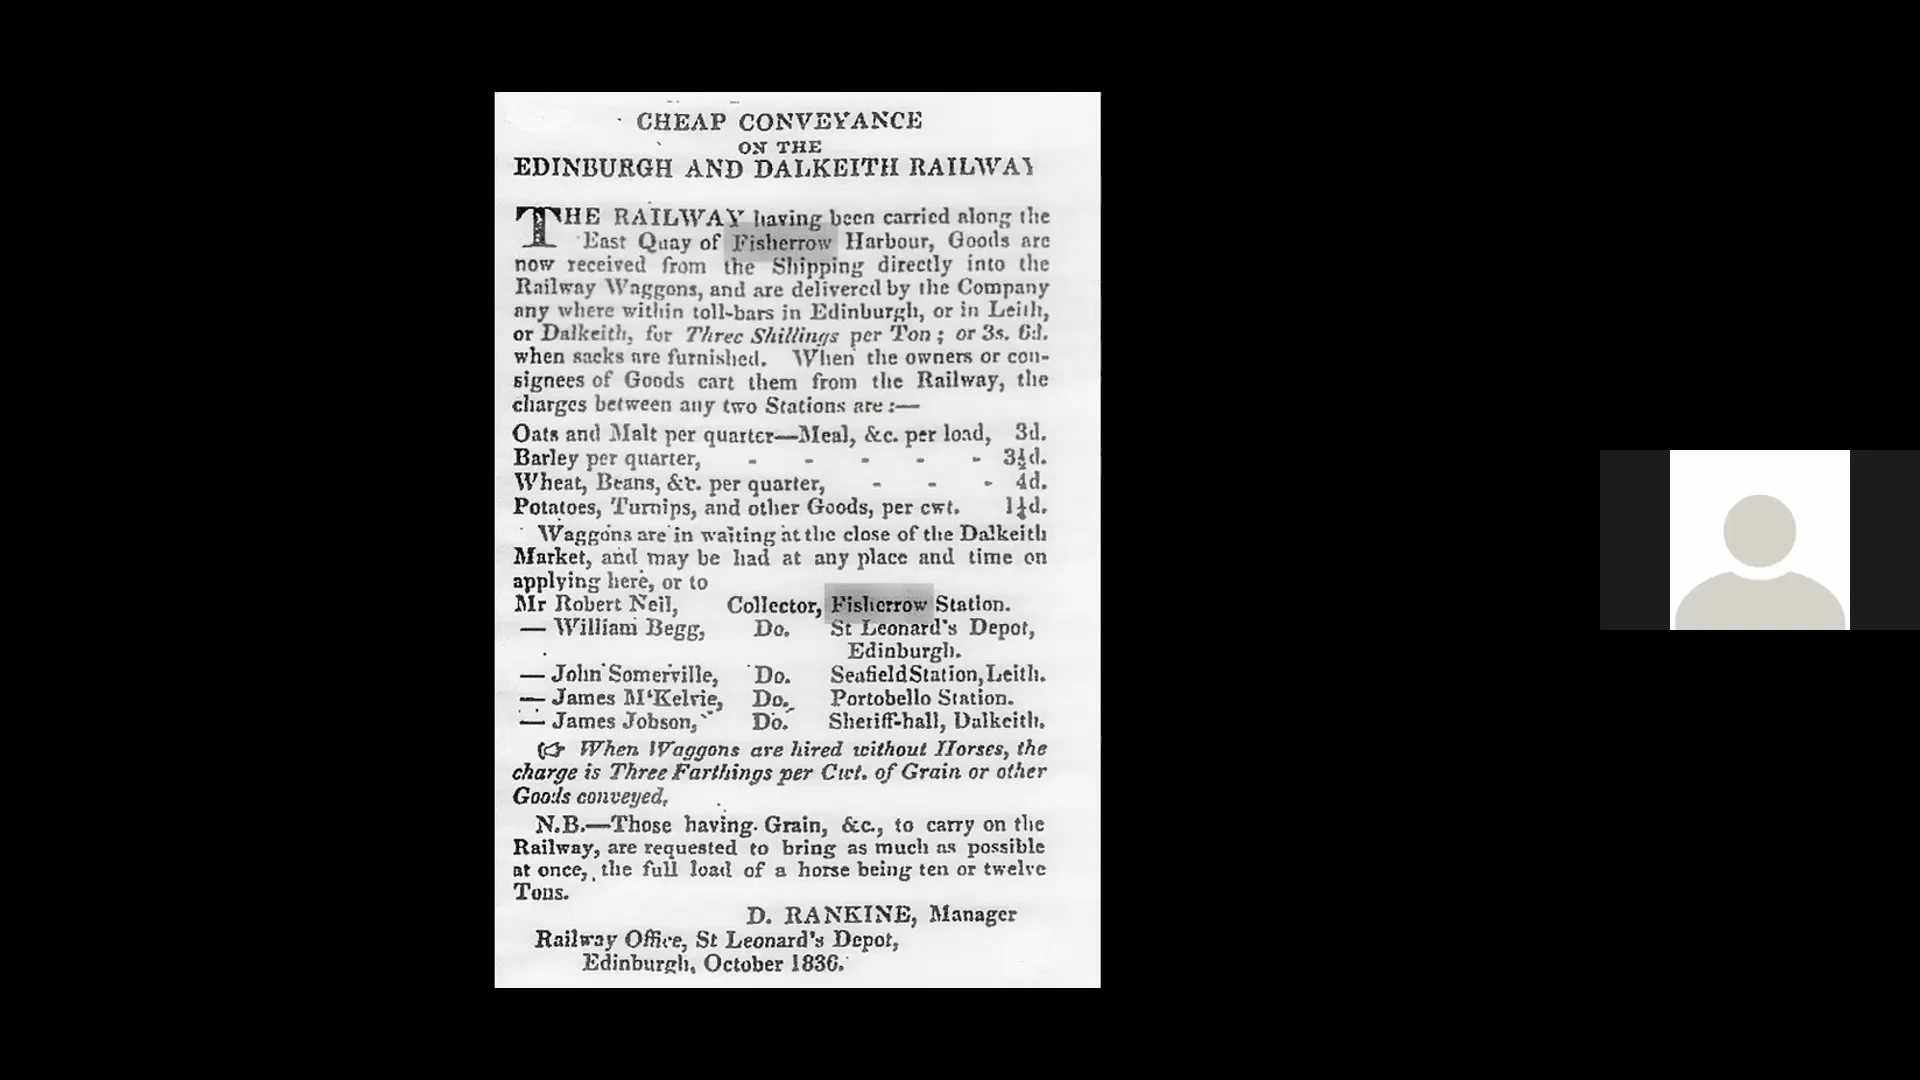 CHEAP CONVEYANCE
ON THE
EDINBURGH AND DALKEITH RAILWAY
THE RAILWAY having been carried along the
East Quay of Fisherrow Harbour, Goods are
now received from the Shipping directly into the
Railway Waggons, and are delivered by the Company
any where within toll-bars in Edinburgh, or in Leith,
or Dalkeith, for Three Shillings per Ton; or 3s. 6d.
when sacks are furnished. When the owners or con-
signees of Goods cart them from the Railway, the
charges between any two Stations are:—
Oats and Malt per quarter—Meal, &c. per load, 3d.
Barley per quarter, - - - - - 3½d.
Wheat, Beans, &c. per quarter, - - - 4d.
Potatoes, Turnips, and other Goods, per cwt. 1¼d.
Waggons are in waiting at the close of the Dalkeith
Market, and may be had at any place and time on
applying here, or to
Mr Robert Neil, Collector, Fisherrow Station.
— William Begg, Do. St Leonard's Depot,
Edinburgh.
— John Somerville, Do. Seafield Station, Leith.
— James M'Kelvie, Do. Portobello Station.
— James Jobson, Do. Sheriff-hall, Dalkeith.
☞ When Waggons are hired without Horses, the
charge is Three Farthings per Cwt. of Grain or other
Goods conveyed.
N.B.—Those having Grain, &c., to carry on the
Railway, are requested to bring as much as possible
at once, the full load of a horse being ten or twelve
Tons.
D. RANKINE, Manager
Railway Office, St Leonard's Depot,
Edinburgh, October 1836.